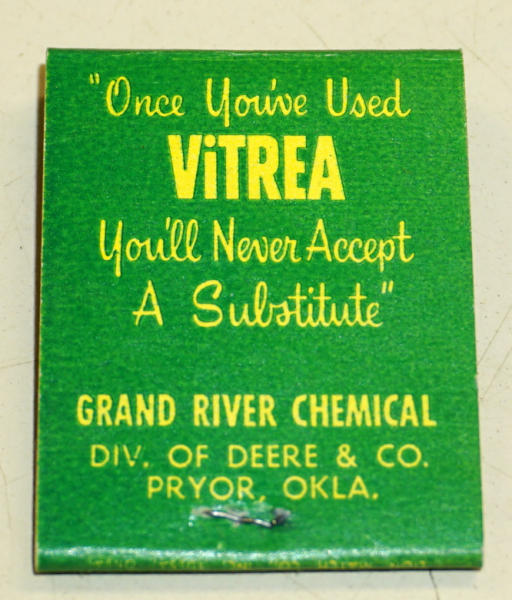 "Once You've Used
ViTREA
You'll Never Accept
A Substitute"
GRAND RIVER CHEMICAL
DIV. OF DEERE & CO.
PRYOR, OKLA.